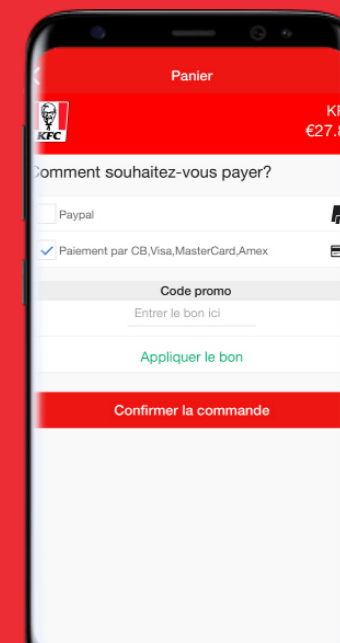 Panier
KFC
€27.
Comment souhaitez-vous payer?
Paypal
Paiement par CB,Visa,MasterCard,Amex
Code promo
Entrer le bon ici
Appliquer le bon
Confirmer la commande